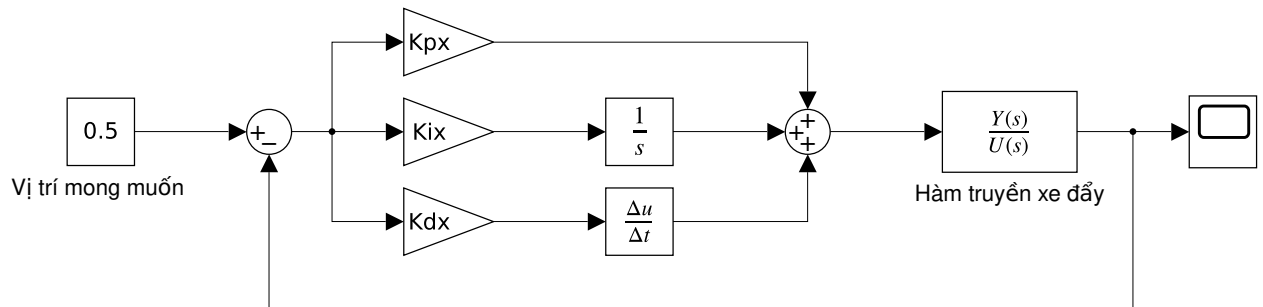 Kpx
0.5
+
−
Kix
1
s
+
+
+
Y(s)
U(s)
Vị trí mong muốn
Hàm truyền xe đẩy
Kdx
Δu
Δt